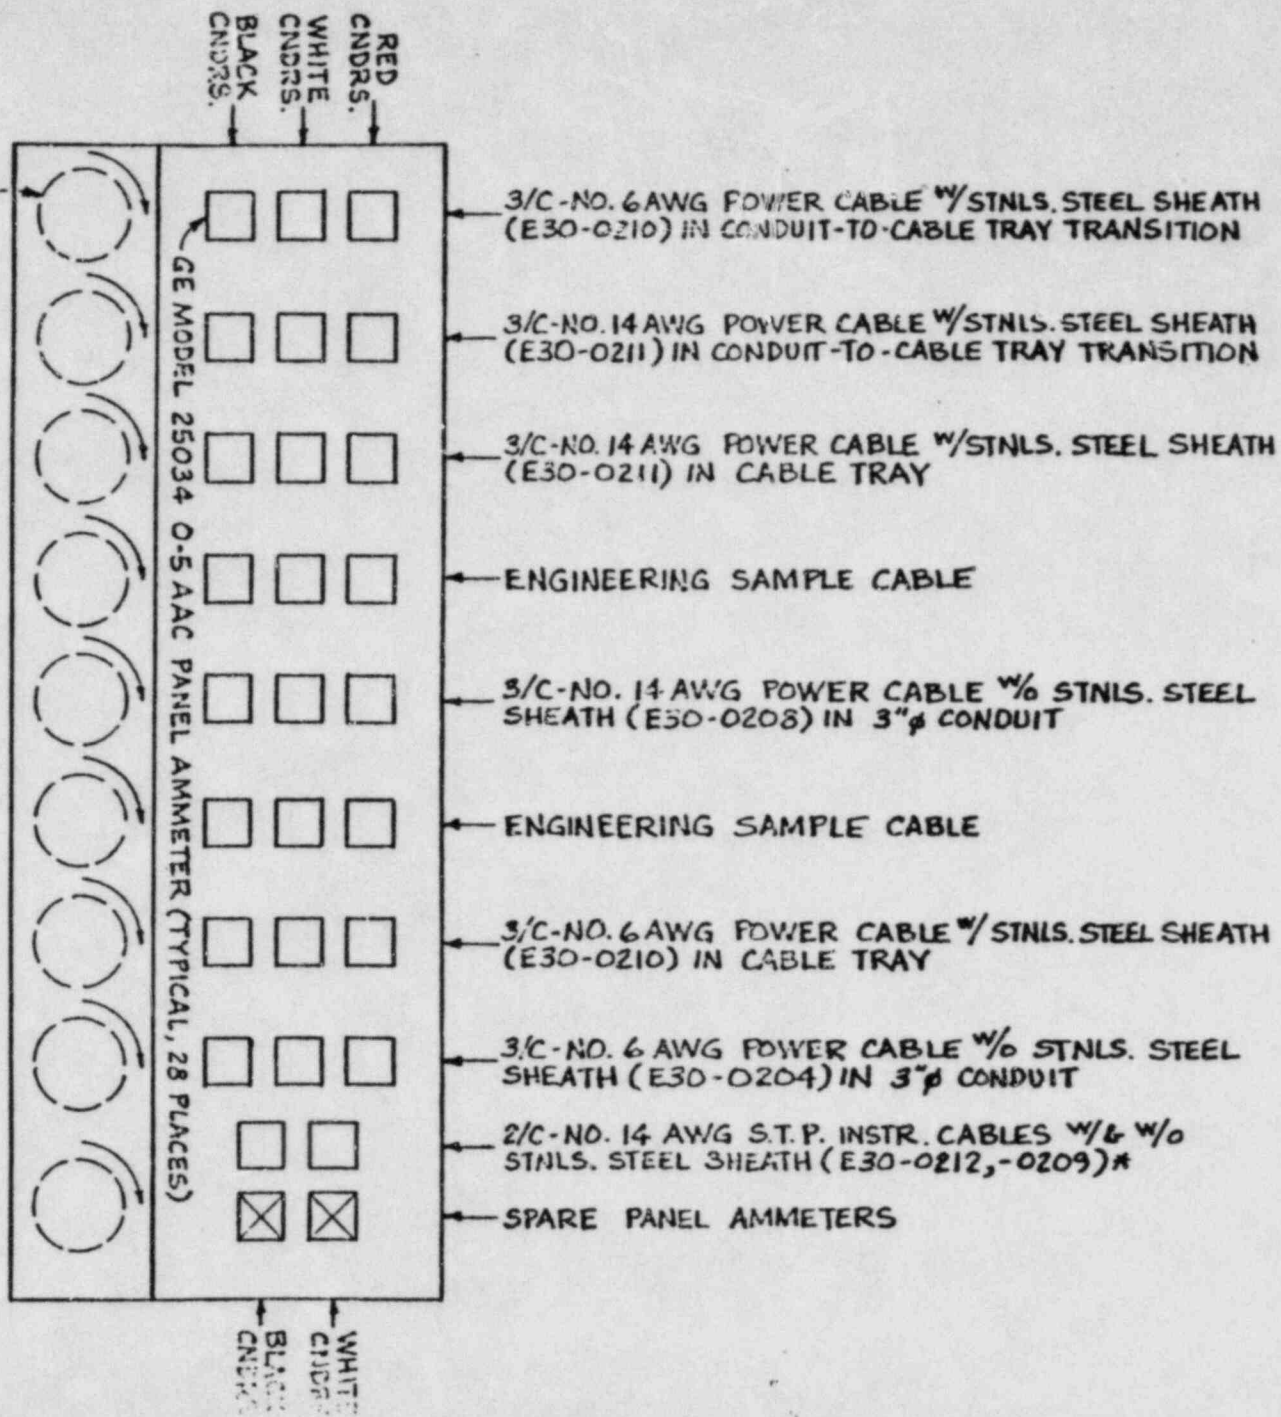 RED
CNDRS.
WHITE
CNDRS.
BLACK
CNDRS.
3/C-NO. 6 AWG POWER CABLE W/STNLS. STEEL SHEATH
(E30-0210) IN CONDUIT-TO-CABLE TRAY TRANSITION
3/C-NO. 14 AWG POWER CABLE W/STNLS. STEEL SHEATH
(E30-0211) IN CONDUIT-TO-CABLE TRAY TRANSITION
3/C-NO. 14 AWG POWER CABLE W/STNLS. STEEL SHEATH
(E30-0211) IN CABLE TRAY
ENGINEERING SAMPLE CABLE
3/C-NO. 14 AWG POWER CABLE W/O STNLS. STEEL
SHEATH (E30-0208) IN 3"ø CONDUIT
ENGINEERING SAMPLE CABLE
3/C-NO. 6 AWG POWER CABLE W/STNLS. STEEL SHEATH
(E30-0210) IN CABLE TRAY
3/C-NO. 6 AWG POWER CABLE W/O STNLS. STEEL
SHEATH (E30-0204) IN 3"ø CONDUIT
2/C-NO. 14 AWG S.T.P. INSTR. CABLES W/& W/O
STNLS. STEEL SHEATH (E30-0212,-0209)*
SPARE PANEL AMMETERS
GE MODEL 25034 0-5 AAC PANEL AMMETER (TYPICAL, 28 PLACES)
WHITE
CNDRS
BLACK
CNDRS